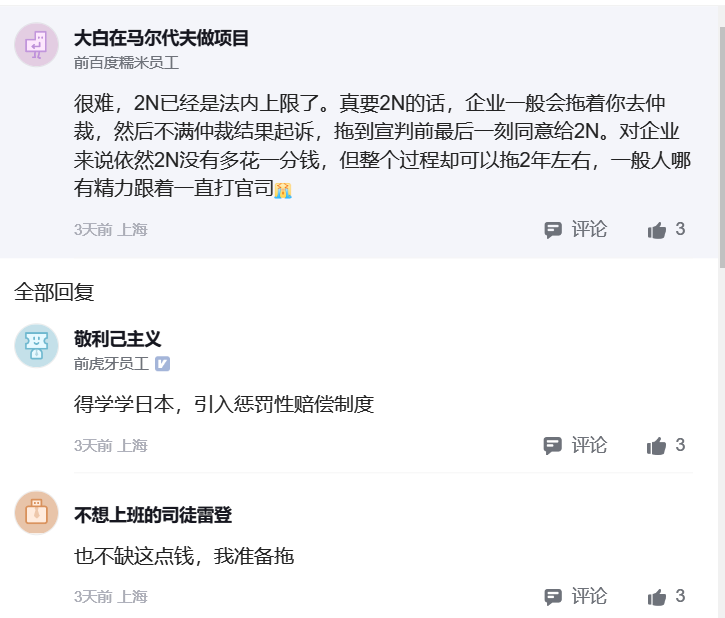 大白在马尔代夫做项目
前百度糯米员工
很难，2N已经是法内上限了。真要2N的话，企业一般会拖着你去仲
裁，然后不满仲裁结果起诉，拖到宣判前最后一刻同意给2N。对企业
来说依然2N没有多花一分钱，但整个过程却可以拖2年左右，一般人哪
有精力跟着一直打官司😭
3天前 上海 评论 3
全部回复
敬利己主义
前虎牙员工
得学学日本，引入惩罚性赔偿制度
3天前 上海 评论 3
不想上班的司徒雷登
也不缺这点钱，我准备拖
3天前 上海 评论 3